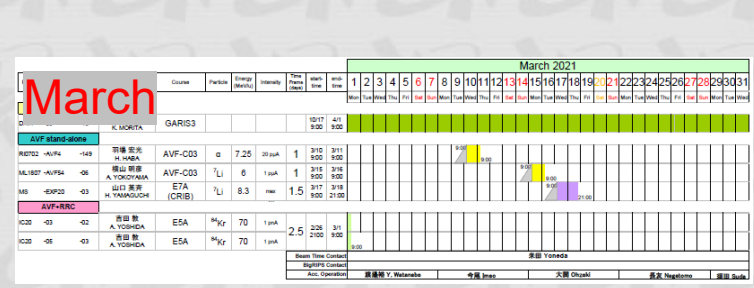 March 2021
March
Course Particle Energy (MeV/u) Intensity Time Frame (days) start-time end-time 1 2 3 4 5 6 7 8 9 10 11 12 13 14 15 16 17 18 19 20 21 22 23 24 25 26 27 28 29 30 31
Mon Tue Wed Thu Fri Sat Sun Mon Tue Wed Thu Fri Sat Sun Mon Tue Wed Thu Fri Sat Sun Mon Tue Wed Thu Fri Sat Sun Mon Tue Wed
K. MORITA GARIS3 10/17 9:00 4/1 9:00
AVF stand-alone
RI0702 -AVF4 -149 羽場 宏光 H. HABA AVF-C03 α 7.25 20 pμA 1 3/10 9:00 3/11 9:00 9:00 9:00
ML1807 -AVF54 -06 横山 明彦 A. YOKOYAMA AVF-C03 7Li 6 1 pμA 1 3/15 9:00 3/16 9:00 9:00 9:00
MS -EXP20 -03 山口 英斉 H. YAMAGUCHI E7A (CRIB) 7Li 8.3 max 1.5 3/17 9:00 3/18 21:00 21:00
AVF+RRC
IC20 -03 -02 吉田 敦 A. YOSHIDA E5A 84Kr 70 1 pnA 2.5 2/26 21:00 3/1 9:00
IC20 -05 -03 吉田 敦 A. YOSHIDA E5A 84Kr 70 1 pnA 9:00
Beam Time Contact 米田 Yoneda
BigRIPS Contact
Acc. Operation 渡邉裕 Y. Watanabe 今尾 Imao 大関 Ohzeki 長友 Nagatomo 須田 Suda